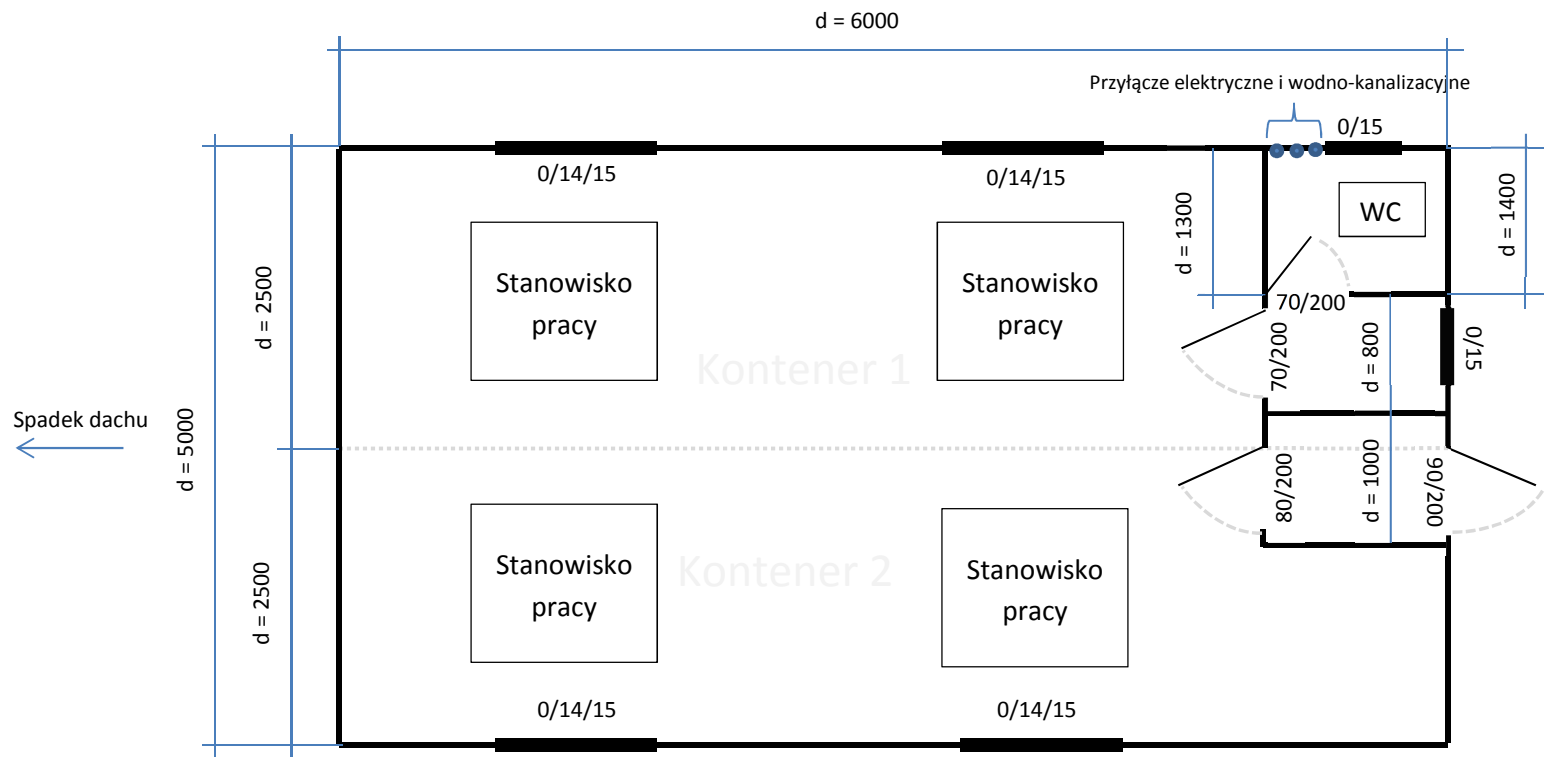 d = 6000
Przyłącze elektryczne i wodno-kanalizacyjne
0/15
0/14/15
0/14/15
WC
d = 1300
d = 1400
Stanowisko
pracy
Stanowisko
pracy
d = 2500
70/200
70/200
d = 800
0/15
Kontener 1
Spadek dachu
d = 5000
80/200
d = 1000
90/200
Stanowisko
pracy
Stanowisko
pracy
Kontener 2
d = 2500
0/14/15
0/14/15